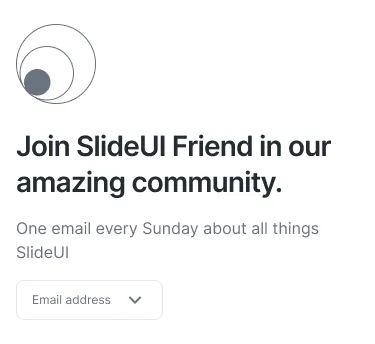 Join SlideUI Friend in our
amazing community.
One email every Sunday about all things
SlideUI
Email address